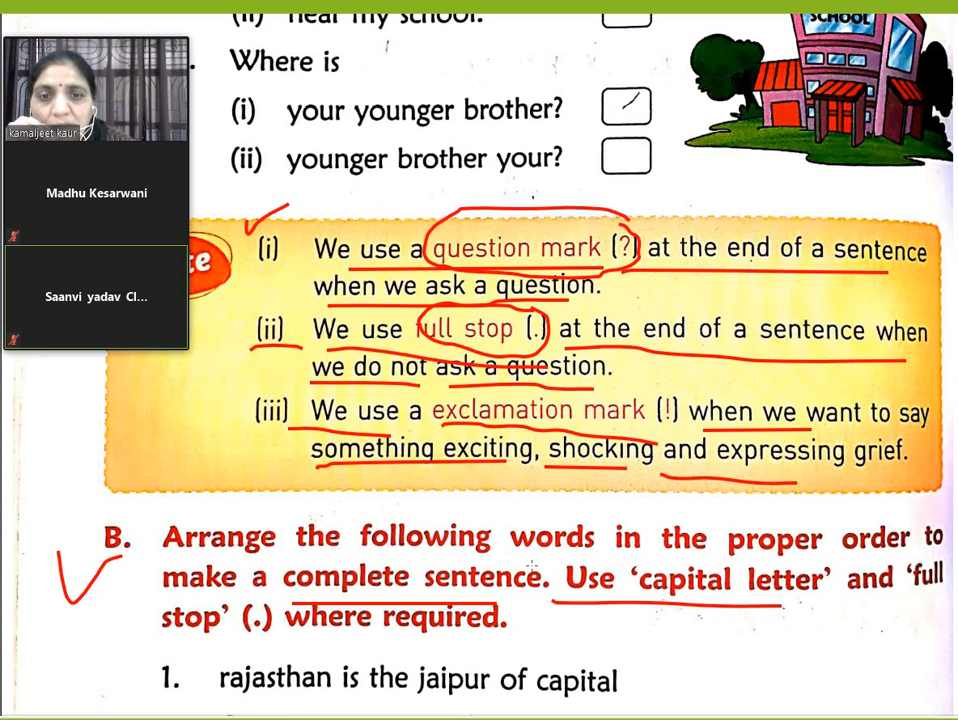 (ii) near my school.
SCHOOL
Where is
(i) your younger brother?
kamaljeet kaur
(ii) younger brother your?
Madhu Kesarwani
(i) We use a question mark (?) at the end of a sentence
when we ask a question.
Saanvi yadav Cl...
(ii) We use full stop (.) at the end of a sentence when
we do not ask a question.
(iii) We use a exclamation mark (!) when we want to say
something exciting, shocking and expressing grief.
B. Arrange the following words in the proper order to
make a complete sentence. Use ‘capital letter’ and ‘full
stop’ (.) where required.
1. rajasthan is the jaipur of capital